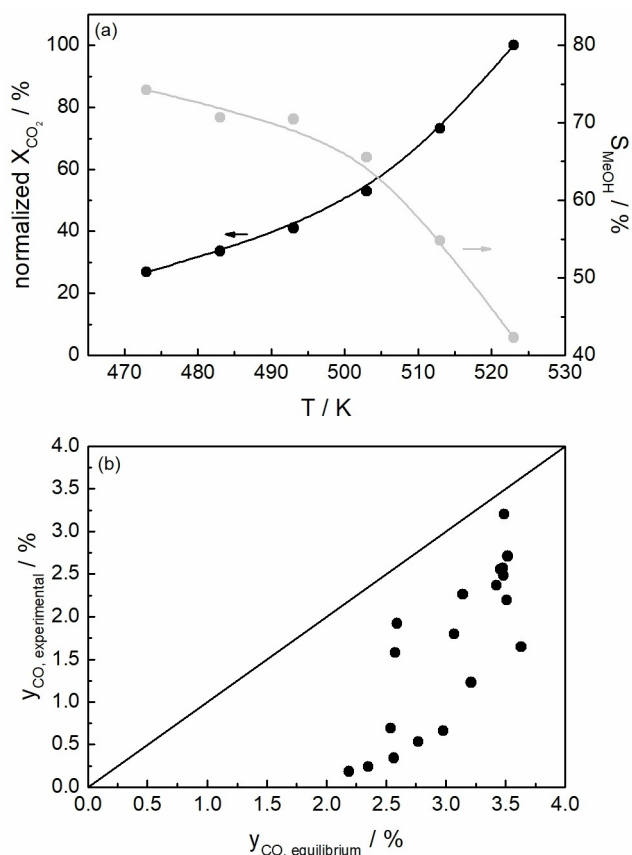 (a)
100
80
60
40
20
0
80
70
60
50
40
normalized X_CO₂ / %
S_MeOH / %
470 480 490 500 510 520 530
T / K
(b)
4.0
3.5
3.0
2.5
2.0
1.5
1.0
0.5
0.0
y_CO, experimental / %
0.0 0.5 1.0 1.5 2.0 2.5 3.0 3.5 4.0
y_CO, equilibrium / %